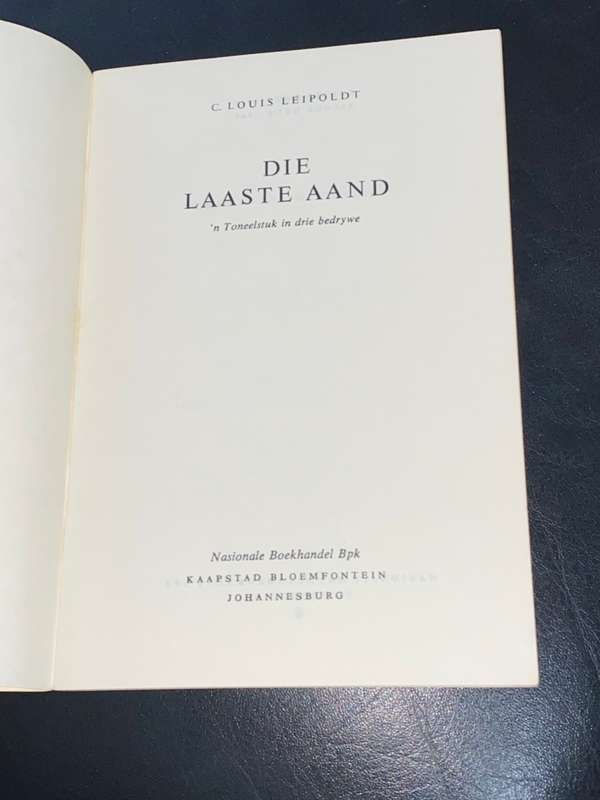 C. LOUIS LEIPOLDT
DIE
LAASTE AAND
'n Toneelstuk in drie bedrywe
Nasionale Boekhandel Bpk
KAAPSTAD BLOEMFONTEIN
JOHANNESBURG